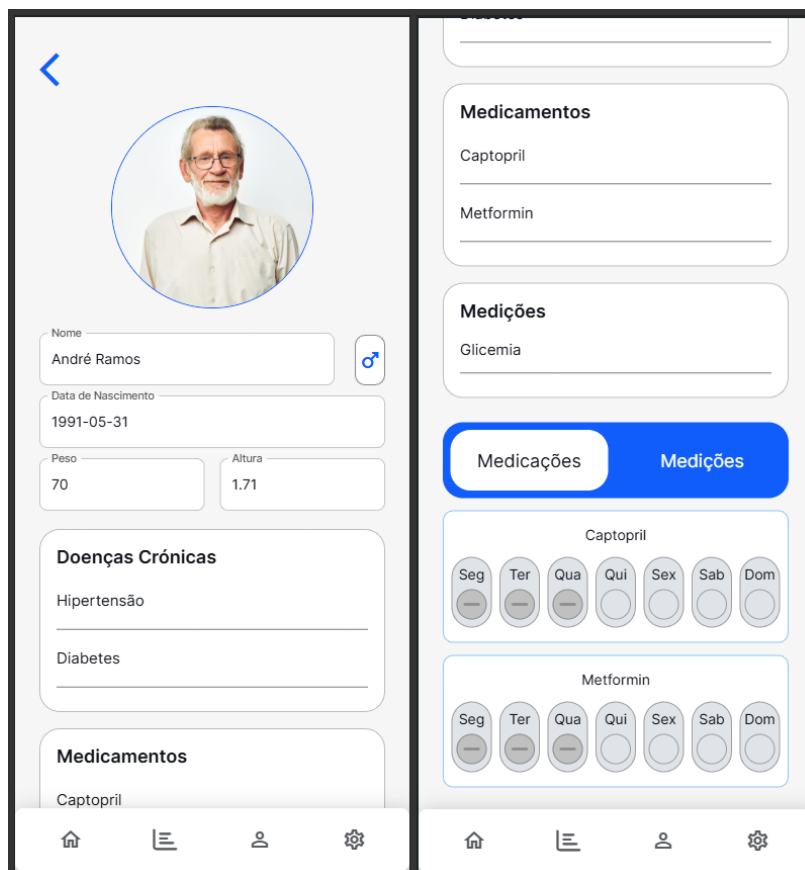 Nome
André Ramos
Data de Nascimento
1991-05-31
Peso
Altura
70
1.71
Doenças Crónicas
Hipertensão
Diabetes
Medicamentos
Captopril
Diabetes
Medicamentos
Captopril
Metformin
Medições
Glicemia
Medicações Medições
Captopril
Seg Ter Qua Qui Sex Sab Dom
Metformin
Seg Ter Qua Qui Sex Sab Dom